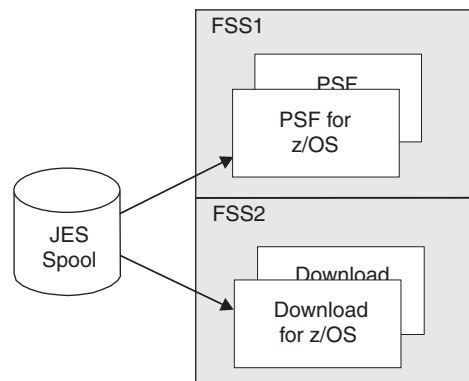 FSS1
PSF
PSF for
z/OS
JES
Spool
FSS2
Download
Download
for z/OS